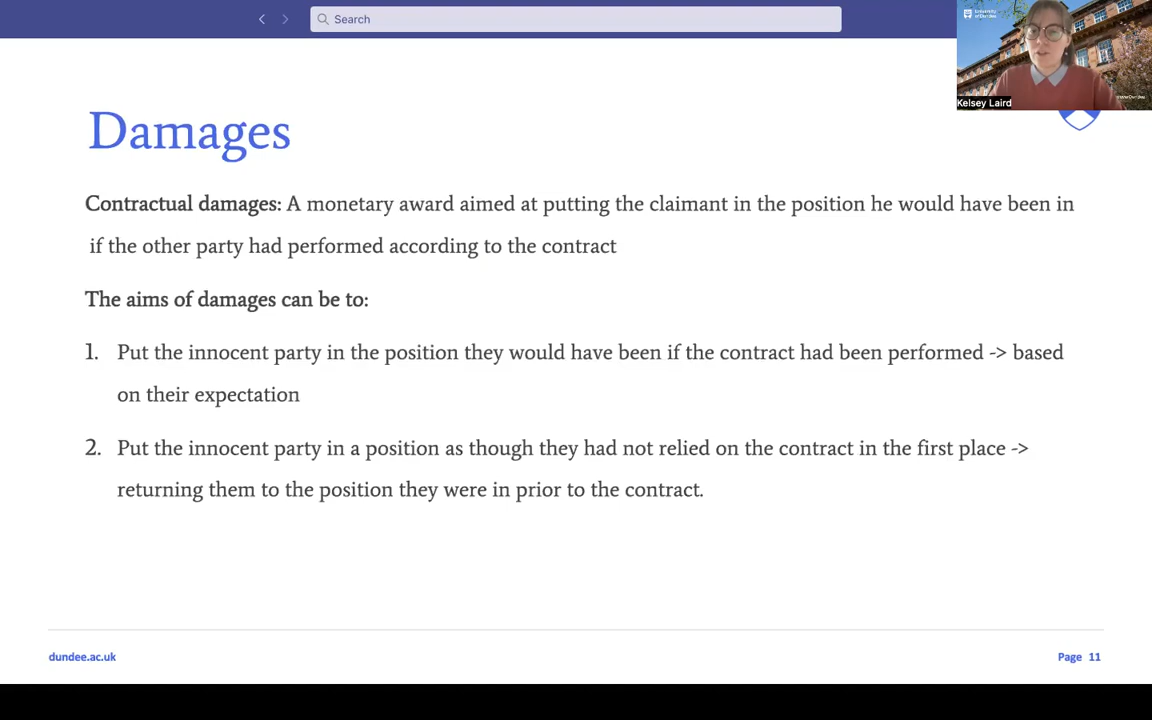 Search
University
of Dundee
Kelsey Laird
Damages
Contractual damages: A monetary award aimed at putting the claimant in the position he would have been in
if the other party had performed according to the contract
The aims of damages can be to:
1. Put the innocent party in the position they would have been if the contract had been performed -> based
on their expectation
2. Put the innocent party in a position as though they had not relied on the contract in the first place ->
returning them to the position they were in prior to the contract.
dundee.ac.uk
Page 11